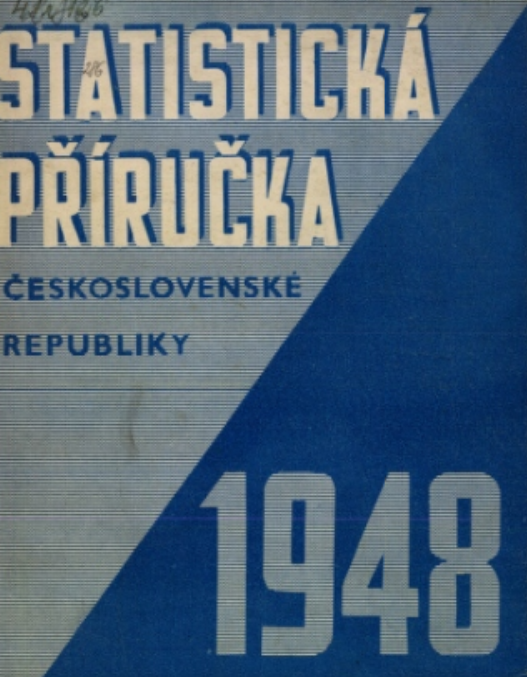 STATISTICKÁ
PŘÍRUČKA
ČESKOSLOVENSKÉ
REPUBLIKY
1948